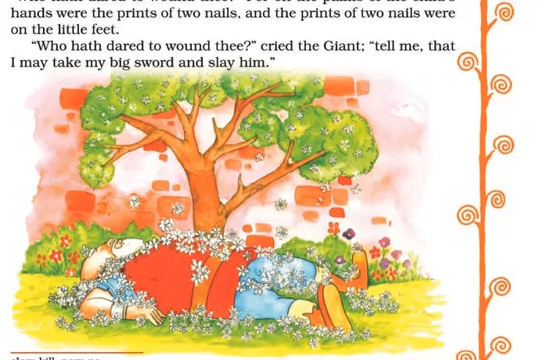 hands were the prints of two nails, and the prints of two nails were
on the little feet.
“Who hath dared to wound thee?” cried the Giant; “tell me, that
I may take my big sword and slay him.”